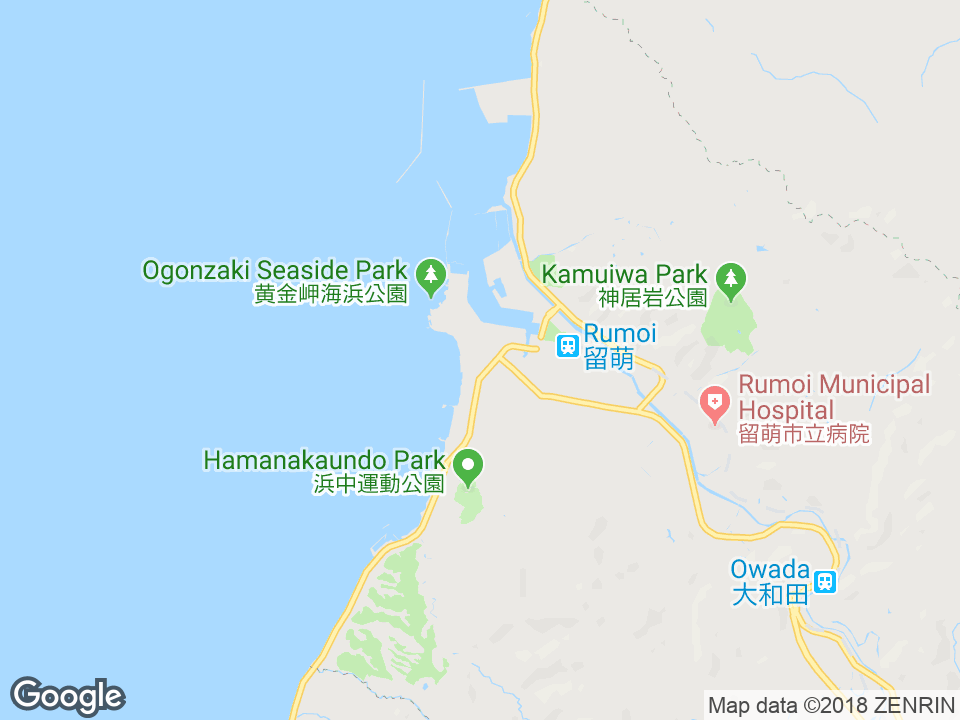 Ogonzaki Seaside Park
黄金岬海浜公園
Kamuiwa Park
神居岩公園
Rumoi
留萌
Rumoi Municipal
Hospital
留萌市立病院
Hamanakaundo Park
浜中運動公園
Owada
大和田
Google
Map data ©2018 ZENRIN